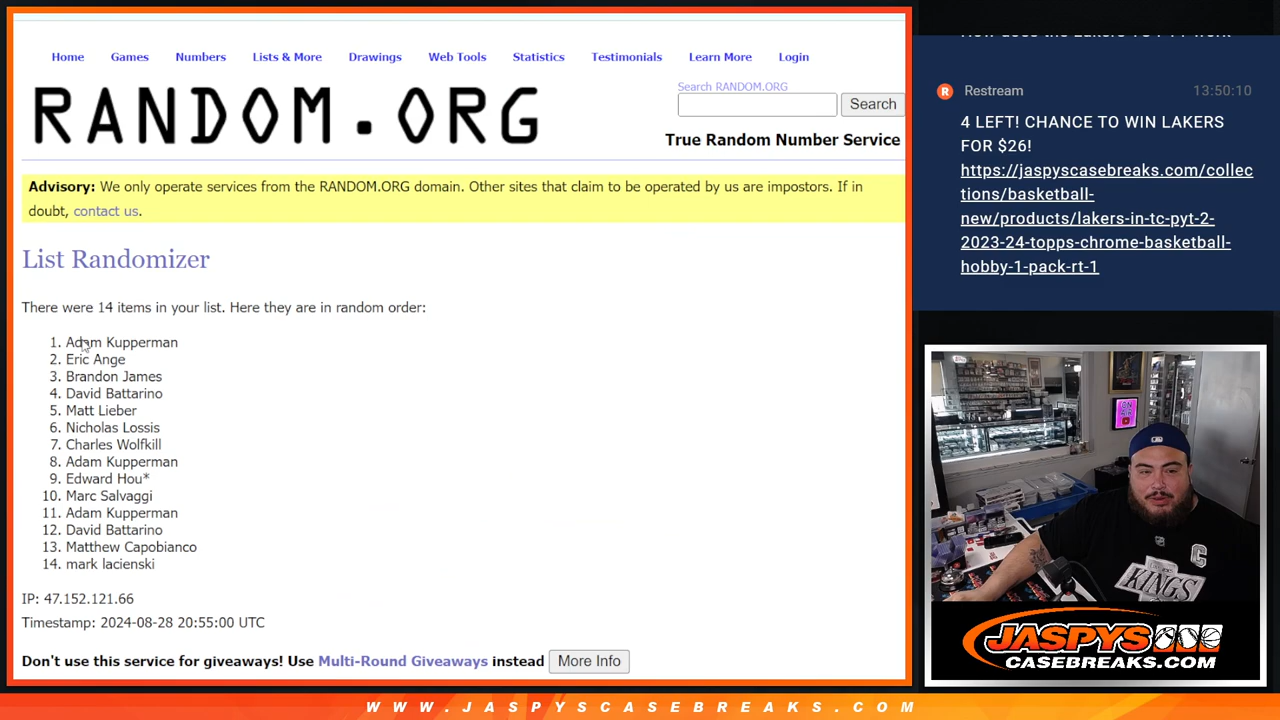 Home Games Numbers Lists & More Drawings Web Tools Statistics Testimonials Learn More Login
RANDOM.ORG
Search RANDOM.ORG
Search
True Random Number Service
Advisory: We only operate services from the RANDOM.ORG domain. Other sites that claim to be operated by us are impostors. If in
doubt, contact us.
List Randomizer
There were 14 items in your list. Here they are in random order:
1. Adam Kupperman
2. Eric Ange
3. Brandon James
4. David Battarino
5. Matt Lieber
6. Nicholas Lossis
7. Charles Wolfkill
8. Adam Kupperman
9. Edward Hou*
10. Marc Salvaggi
11. Adam Kupperman
12. David Battarino
13. Matthew Capobianco
14. mark lacienski
IP: 47.152.121.66
Timestamp: 2024-08-28 20:55:00 UTC
Don't use this service for giveaways! Use Multi-Round Giveaways instead More Info
R Restream 13:50:10
4 LEFT! CHANCE TO WIN LAKERS
FOR $26!
https://jaspyscasebreaks.com/collec
tions/basketball-
new/products/lakers-in-tc-pyt-2-
2023-24-topps-chrome-basketball-
hobby-1-pack-rt-1
ON
AIR
C
KINGS
JASPYS
CASEBREAKS.COM
WWW.JASPYSCASEBREAKS.COM